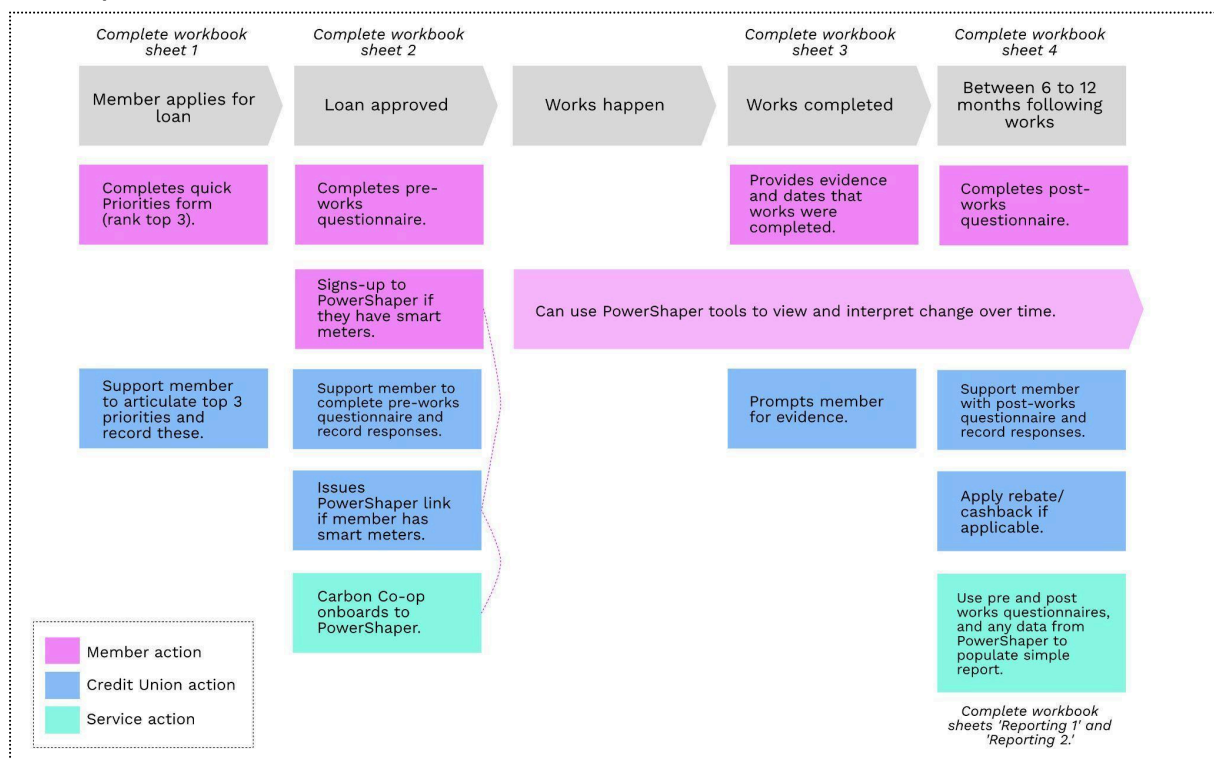 Complete workbook
sheet 1
Complete workbook
sheet 2
Complete workbook
sheet 3
Complete workbook
sheet 4
Member applies for
loan
Loan approved
Works happen
Works completed
Between 6 to 12
months following
works
Completes quick
Priorities form
(rank top 3).
Completes pre-
works
questionnaire.
Provides evidence
and dates that
works were
completed.
Completes post-
works
questionnaire.
Signs-up to
PowerShaper if
they have smart
meters.
Can use PowerShaper tools to view and interpret change over time.
Support member
to articulate top 3
priorities and
record these.
Support member to
complete pre-works
questionnaire and
record responses.
Prompts member
for evidence.
Support member
with post-works
questionnaire and
record responses.
Issues
PowerShaper link
if member has
smart meters.
Apply rebate/
cashback if
applicable.
Carbon Co-op
onboards to
PowerShaper.
Use pre and post
works questionnaires,
and any data from
PowerShaper to
populate simple
report.
Member action
Credit Union action
Service action
Complete workbook
sheets 'Reporting 1' and
'Reporting 2.'